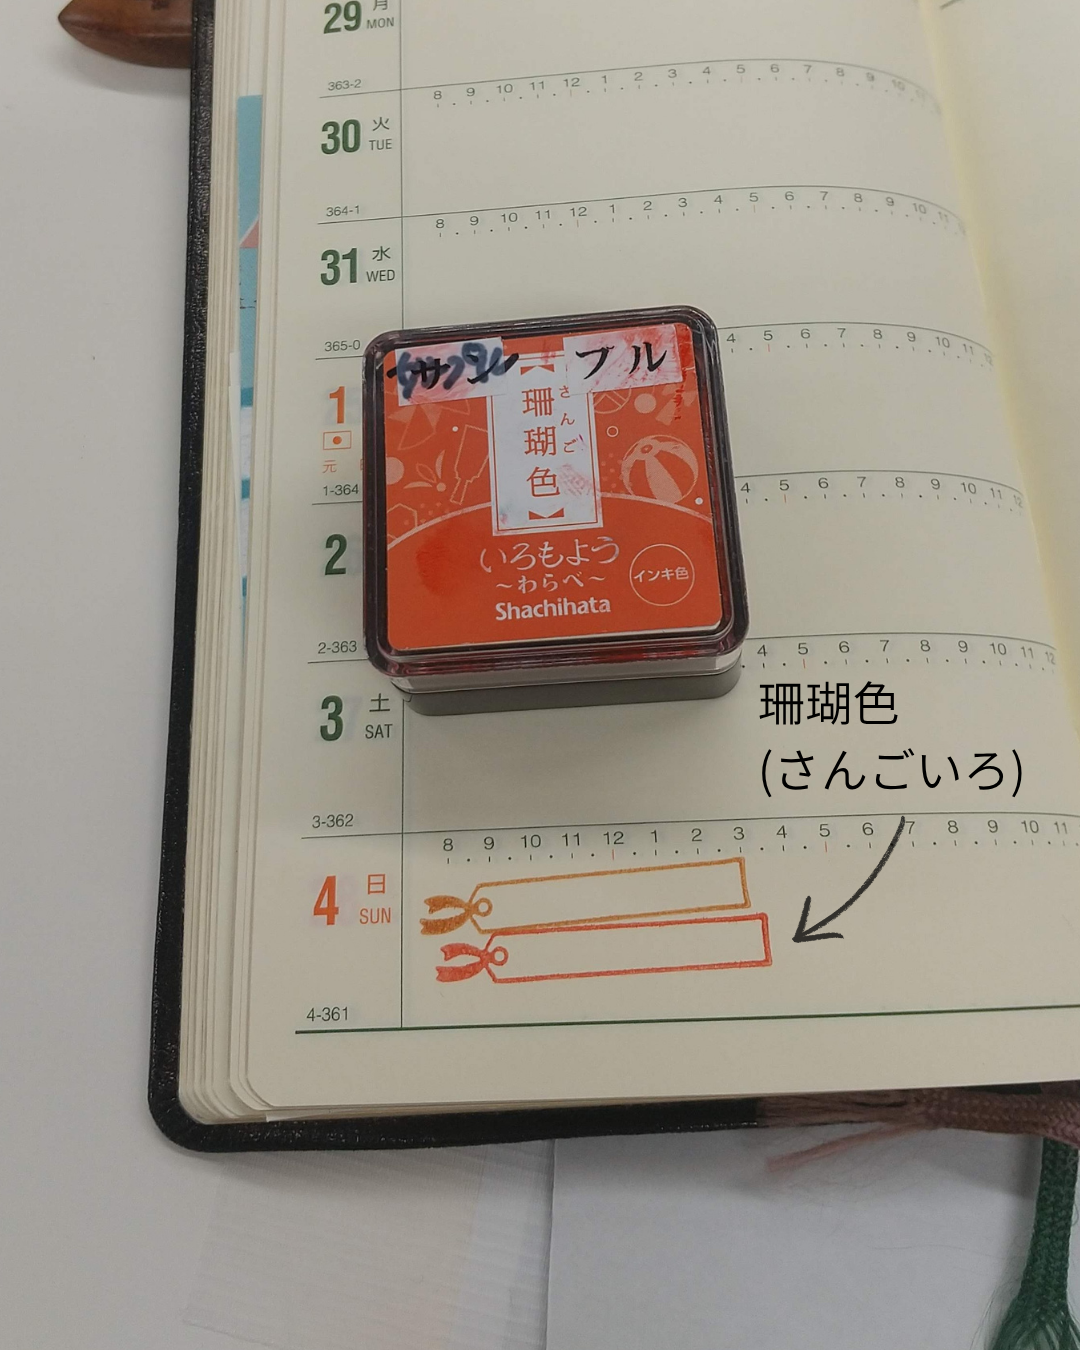 29 月
MON
363-2
8 9 10 11 12 1 2 3 4 5 6 7 8 9 10
30 火
TUE
364-1
8 9 10 11 12 1 2 3 4 5 6 7 8 9 10 11
31 水
WED
365-0
4 5 6 7 8 9 10 11 12
1
元
1-364
4 5 6 7 8 9 10 11 12
2
2-363
4 5 6 7 8 9 10 11 12
3 土
SAT
3-362
8 9 10 11 12 1 2 3 4 5 6 7 8 9 10 11
4 日
SUN
4-361
サンプル
【珊瑚色】
さんご
いろもよう
~わらべ~
インキ色
Shachihata
珊瑚色
(さんごいろ)